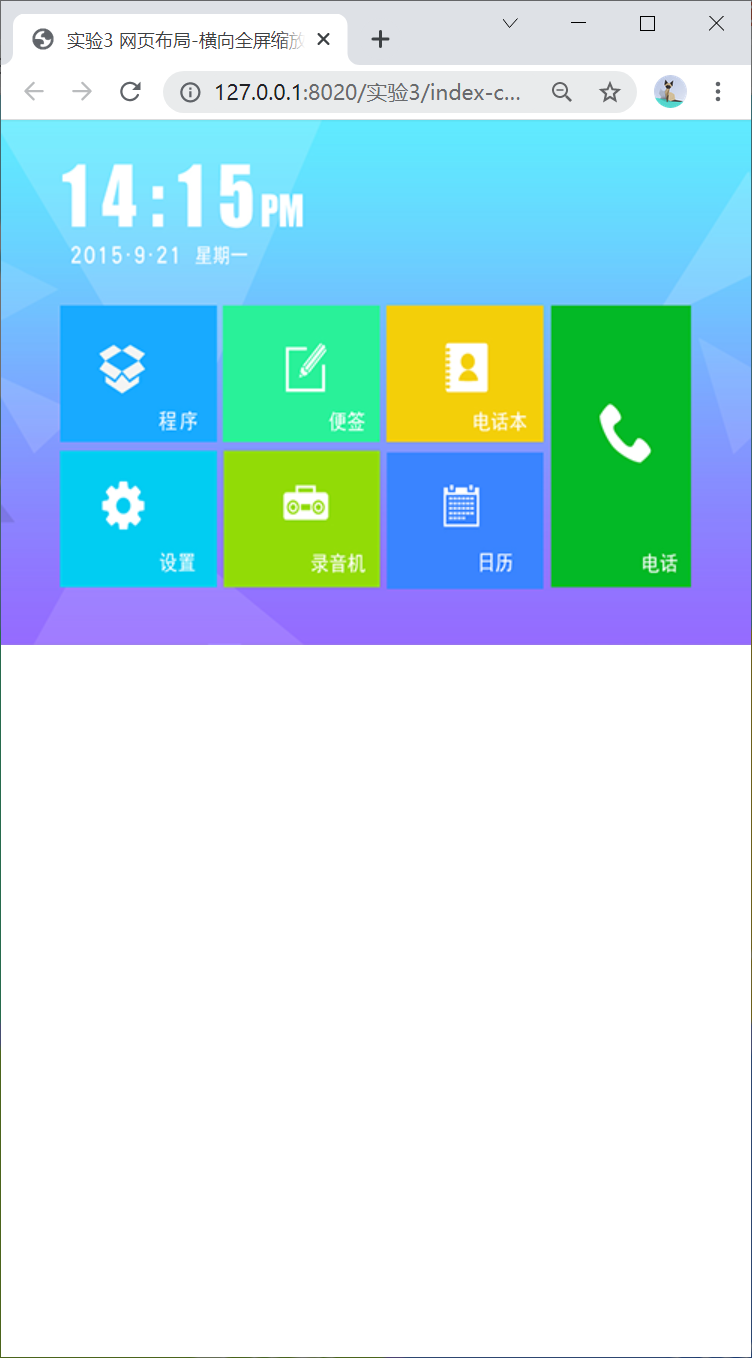 实验3 网页布局-横向全屏缩放
127.0.0.1:8020/实验3/index-c...
14:15PM
2015·9·21 星期一
程序
便签
电话本
设置
录音机
日历
电话